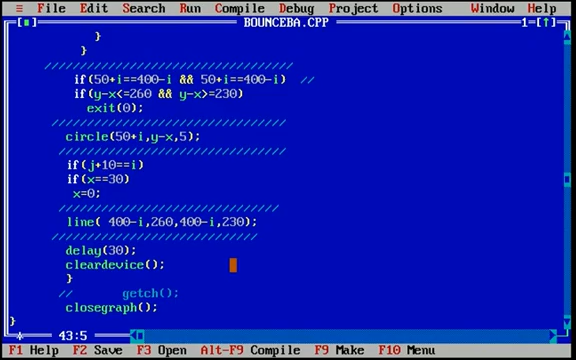 ≡ File Edit Search Run Compile Debug Project Options Window Help
[■] BOUNCEBA.CPP 1=[↑]
}
}
//////////////////////////////////
if(50+i==400-i && 50+i==400-i) //
if(y-x<=260 && y-x>=230)
exit(0);
////////////////////////////////
circle(50+i,y-x,5);
///////////////////////////////
if(j+10==i)
if(x==30)
x=0;
///////////////////////////////
line( 400-i,260,400-i,230);
////////////////////////////
delay(30);
cleardevice();
}
// getch();
closegraph();
}
* 43:5
F1 Help F2 Save F3 Open Alt-F9 Compile F9 Make F10 Menu